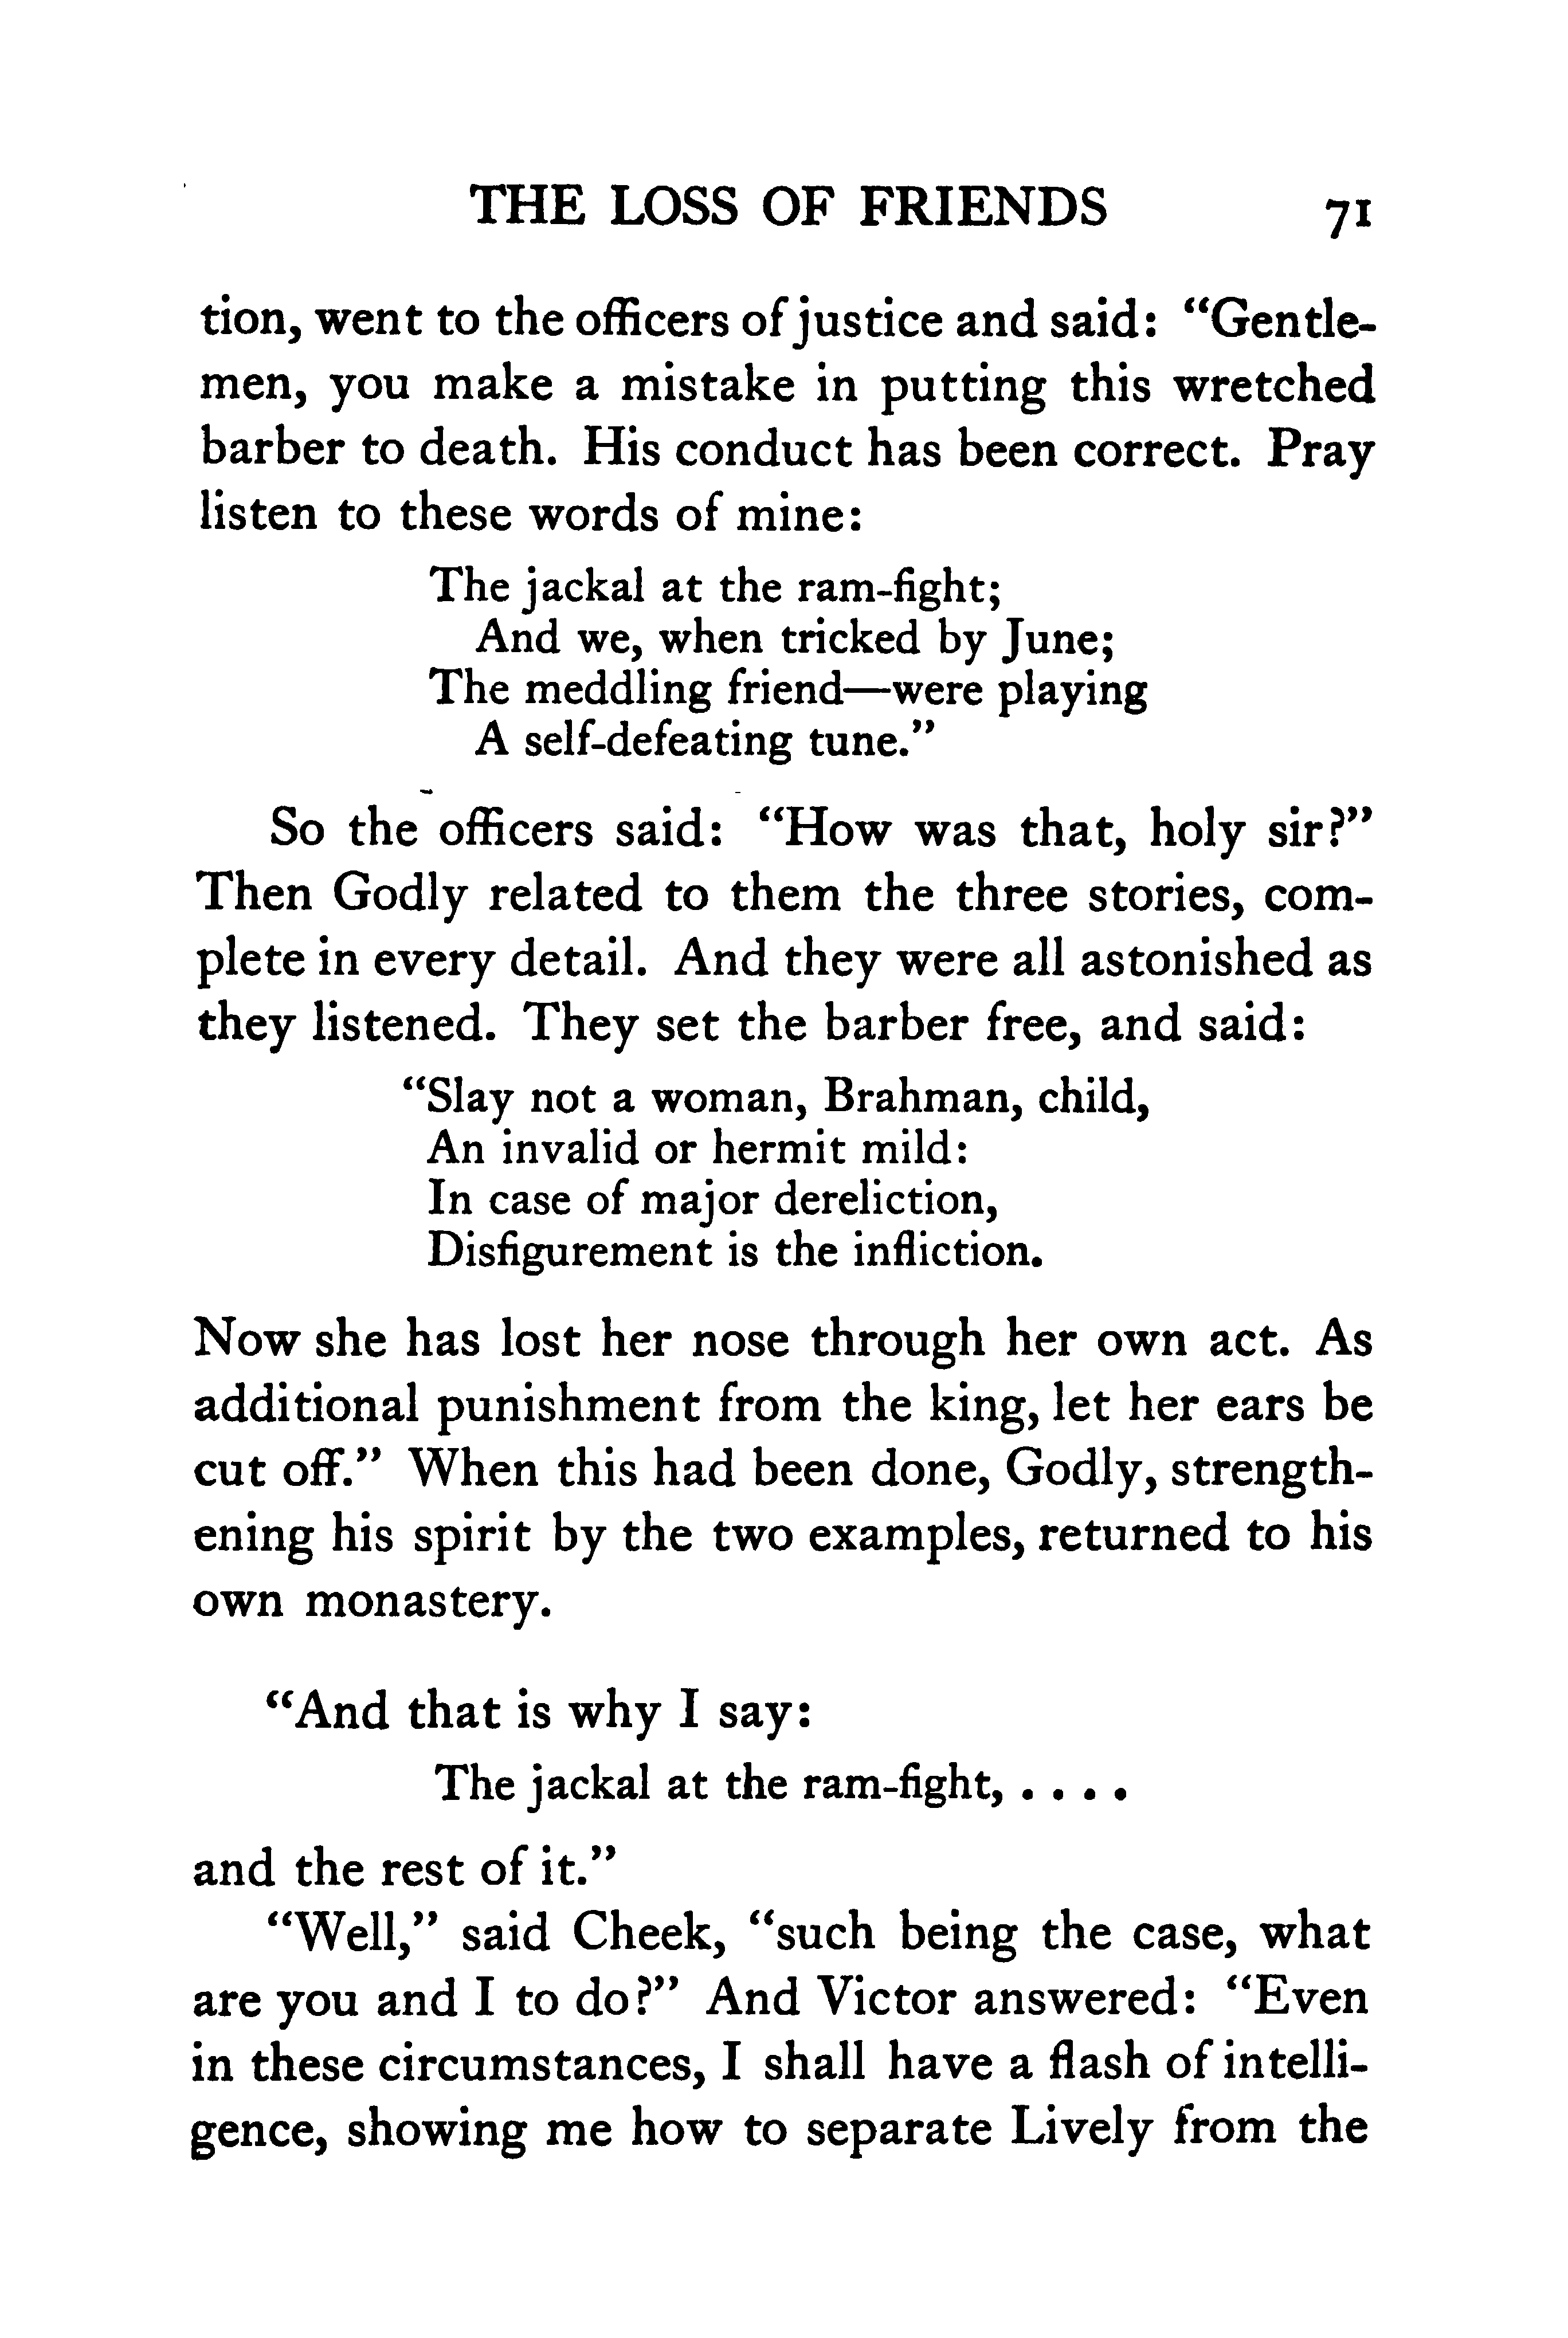 THE LOSS OF FRIENDS 71
tion, went to the officers of justice and said: “Gentle-
men, you make a mistake in putting this wretched
barber to death. His conduct has been correct. Pray
listen to these words of mine:
The jackal at the ram-fight;
And we, when tricked by June;
The meddling friend—were playing
A self-defeating tune.”
So the officers said: “How was that, holy sir?”
Then Godly related to them the three stories, com-
plete in every detail. And they were all astonished as
they listened. They set the barber free, and said:
“Slay not a woman, Brahman, child,
An invalid or hermit mild:
In case of major dereliction,
Disfigurement is the infliction.
Now she has lost her nose through her own act. As
additional punishment from the king, let her ears be
cut off.” When this had been done, Godly, strength-
ening his spirit by the two examples, returned to his
own monastery.
“And that is why I say:
The jackal at the ram-fight, . . . .
and the rest of it.”
“Well,” said Cheek, “such being the case, what
are you and I to do?” And Victor answered: “Even
in these circumstances, I shall have a flash of intelli-
gence, showing me how to separate Lively from the